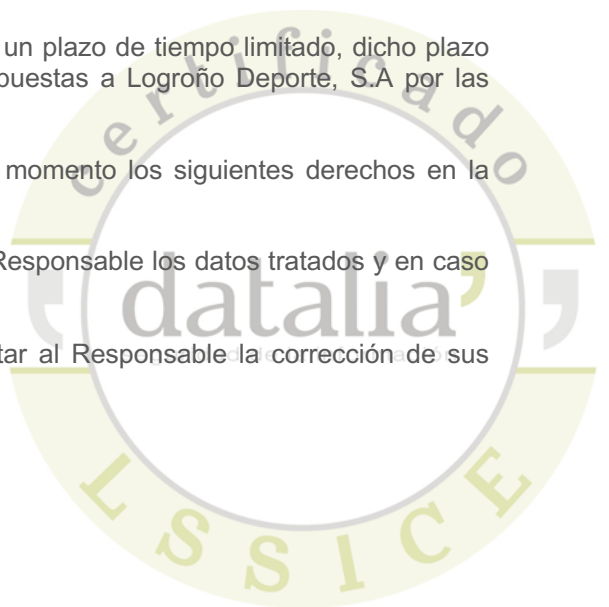 un plazo de tiempo limitado, dicho plazo
puestas a Logroño Deporte, S.A por las
momento los siguientes derechos en la
Responsable los datos tratados y en caso
tar al Responsable la corrección de sus
certificado
datalia
LSSICE